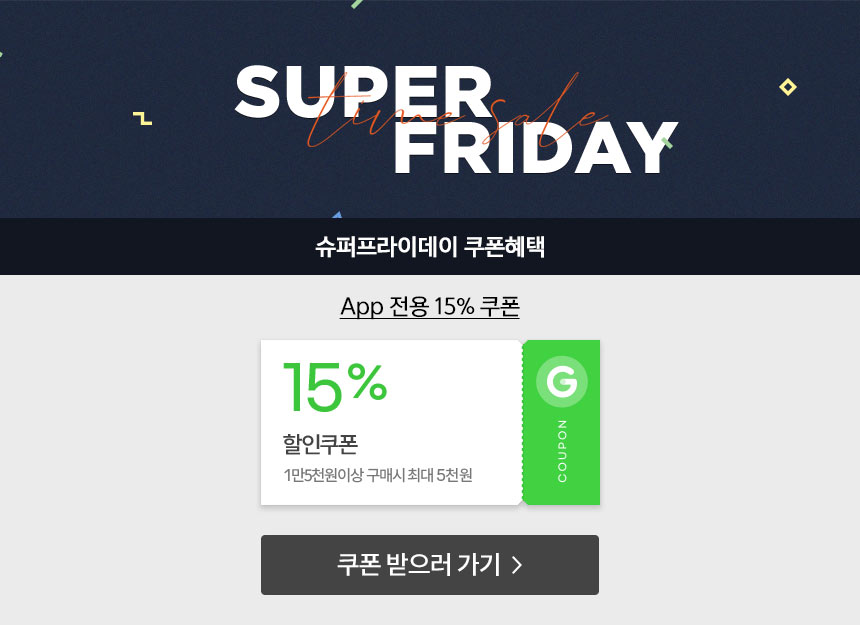 SUPER
time sale
FRIDAY
슈퍼프라이데이 쿠폰혜택
App 전용 15% 쿠폰
15%
할인쿠폰
1만5천원이상 구매시 최대 5천원
G
COUPON
쿠폰 받으러 가기 >